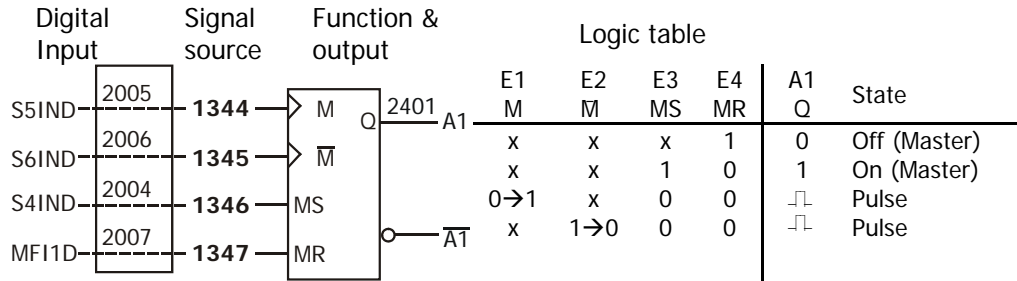 Digital Input
Signal source
Function & output
Logic table
S5IND 2005 1344 M Q 2401 A1
S6IND 2006 1345 M̅
S4IND 2004 1346 MS
MFI1D 2007 1347 MR A̅1̅
E1 E2 E3 E4 A1 State
M M̅ MS MR Q
x x x 1 0 Off (Master)
x x 1 0 1 On (Master)
0→1 x 0 0 Pulse
x 1→0 0 0 Pulse